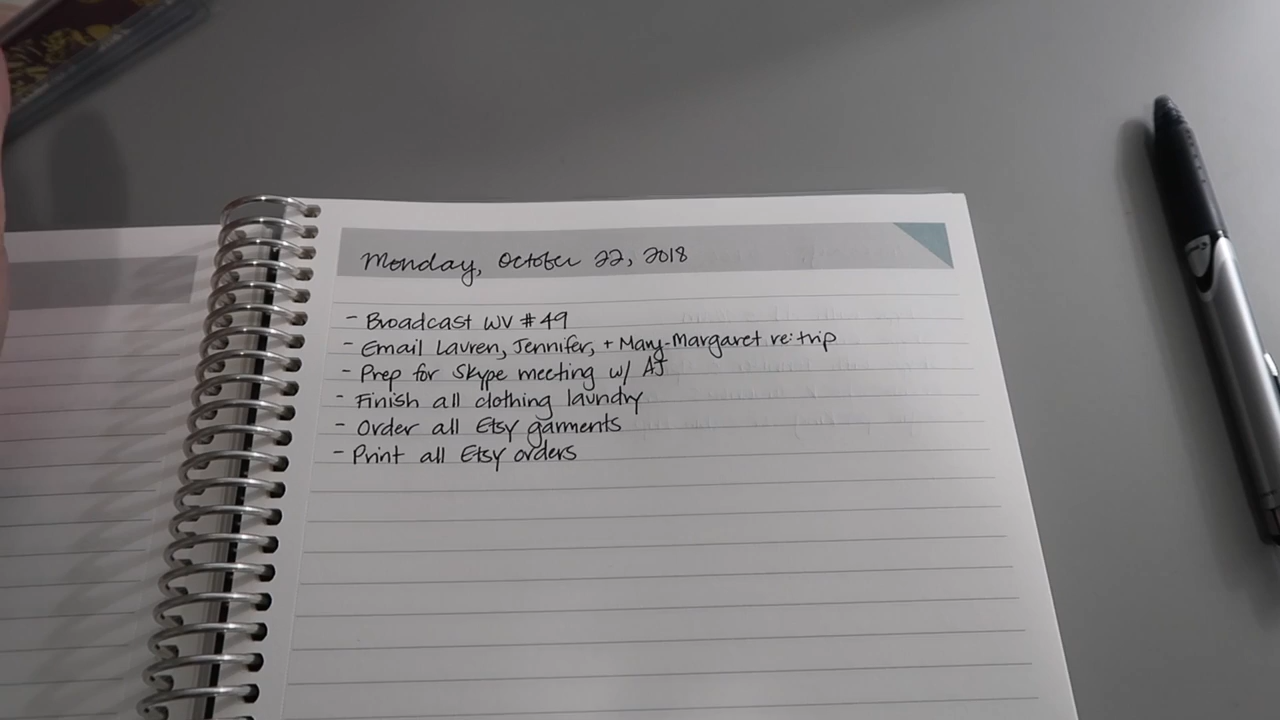 Monday, October 22, 2018
- Broadcast WV #49
- Email Lauren, Jennifer, + Mary-Margaret re: trip
- Prep for Skype meeting w/ AJ
- Finish all clothing laundry
- Order all Etsy garments
- Print all Etsy orders